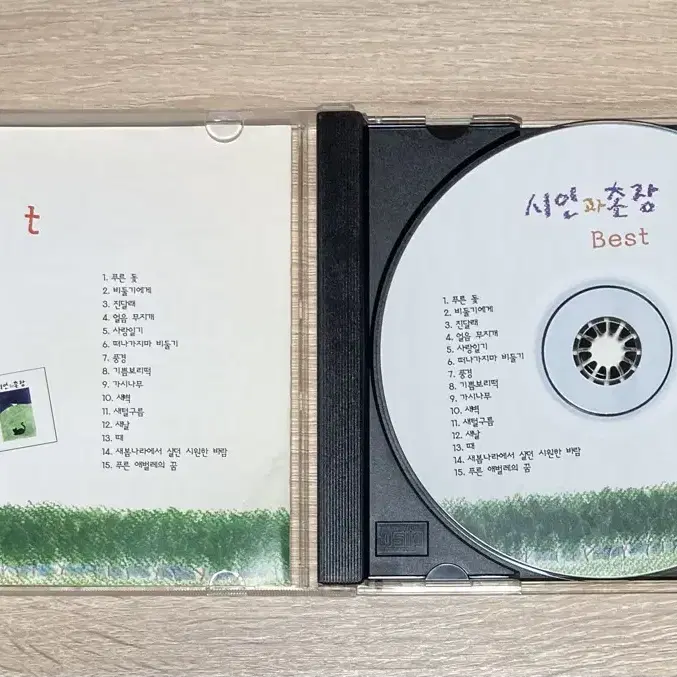 t
1. 푸른 돛
2. 비둘기에게
3. 진달래
4. 얼음 무지개
5. 사랑일기
6. 떠나가지마 비둘기
7. 풍경
8. 기쁨보리떡
9. 가시나무
10. 새벽
11. 새털구름
12. 새날
13. 때
14. 새봄나라에서 살던 시원한 바람
15. 푸른 애벌레의 꿈
시인과촌장
Best
1. 푸른 돛
2. 비둘기에게
3. 진달래
4. 얼음 무지개
5. 사랑일기
6. 떠나가지마 비둘기
7. 풍경
8. 기쁨보리떡
9. 가시나무
10. 새벽
11. 새털구름
12. 새날
13. 때
14. 새봄나라에서 살던 시원한 바람
15. 푸른 애벌레의 꿈